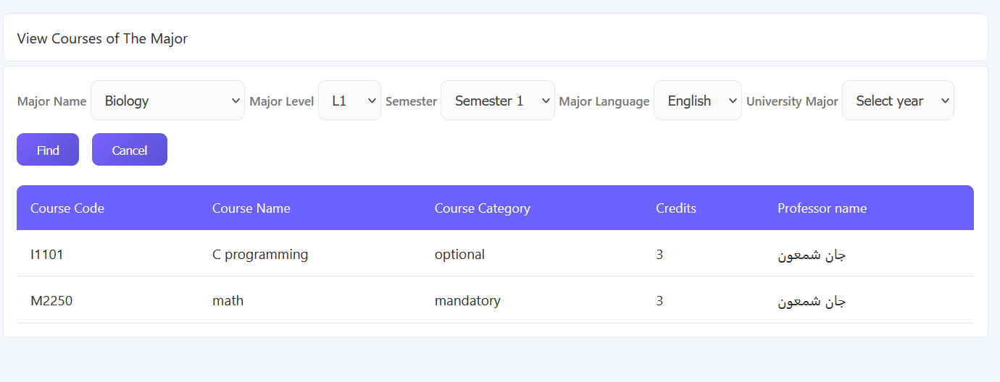 View Courses of The Major
Major Name Biology Major Level L1 Semester Semester 1 Major Language English University Major Select year
Find Cancel
Course Code Course Name Course Category Credits Professor name
I1101 C programming optional 3 جان شمعون
M2250 math mandatory 3 جان شمعون